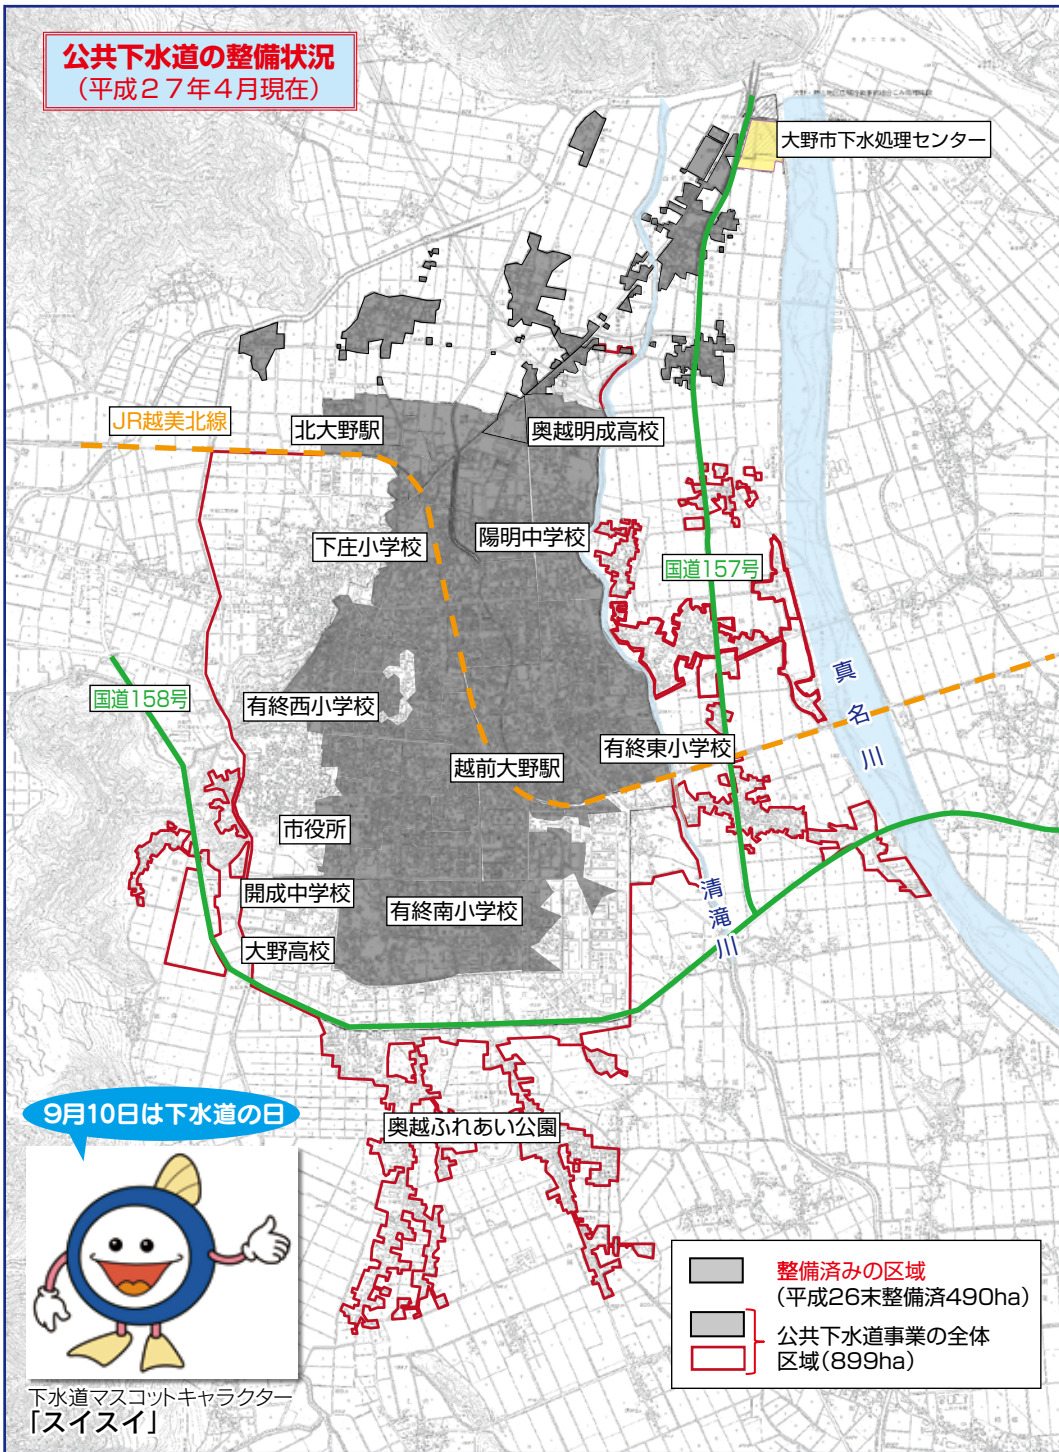 公共下水道の整備状況
(平成27年4月現在)
大野市下水処理センター
JR越美北線
北大野駅
奥越明成高校
下庄小学校
陽明中学校
国道157号
国道158号
有終西小学校
真名川
有終東小学校
越前大野駅
市役所
開成中学校
有終南小学校
清滝川
大野高校
9月10日は下水道の日
奥越ふれあい公園
整備済みの区域
(平成26末整備済490ha)
公共下水道事業の全体
区域(899ha)
下水道マスコットキャラクター
「スイスイ」